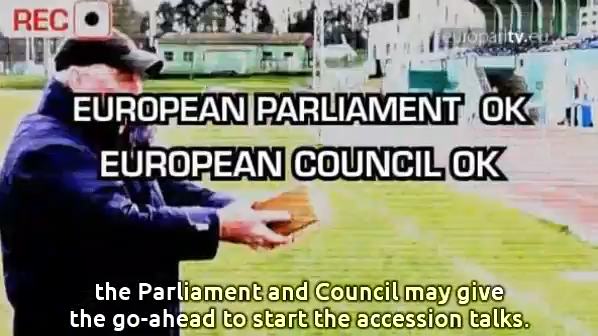 REC
europarltv.eu
EUROPEAN PARLIAMENT OK
EUROPEAN COUNCIL OK
the Parliament and Council may give
the go-ahead to start the accession talks.